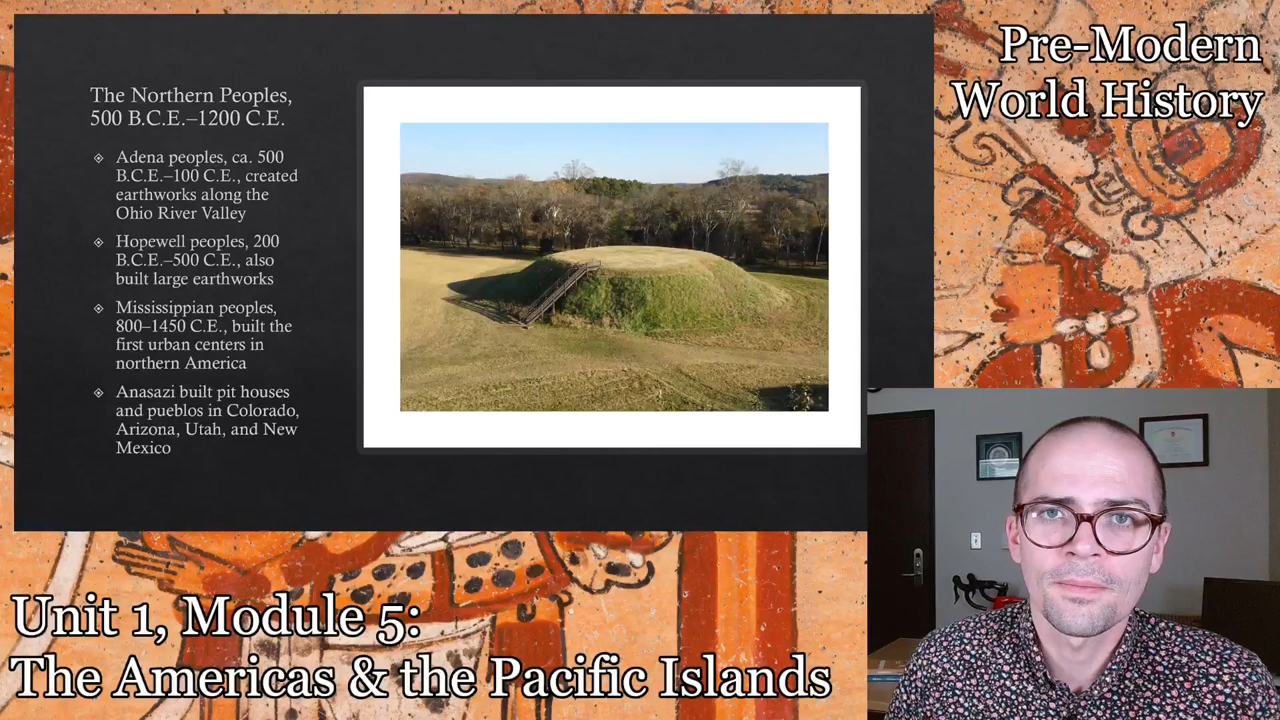 Pre-Modern
World History
The Northern Peoples,
500 B.C.E.–1200 C.E.
Adena peoples, ca. 500
B.C.E.–100 C.E., created
earthworks along the
Ohio River Valley
Hopewell peoples, 200
B.C.E.–500 C.E., also
built large earthworks
Mississippian peoples,
800–1450 C.E., built the
first urban centers in
northern America
Anasazi built pit houses
and pueblos in Colorado,
Arizona, Utah, and New
Mexico
Unit 1, Module 5:
The Americas & the Pacific Islands